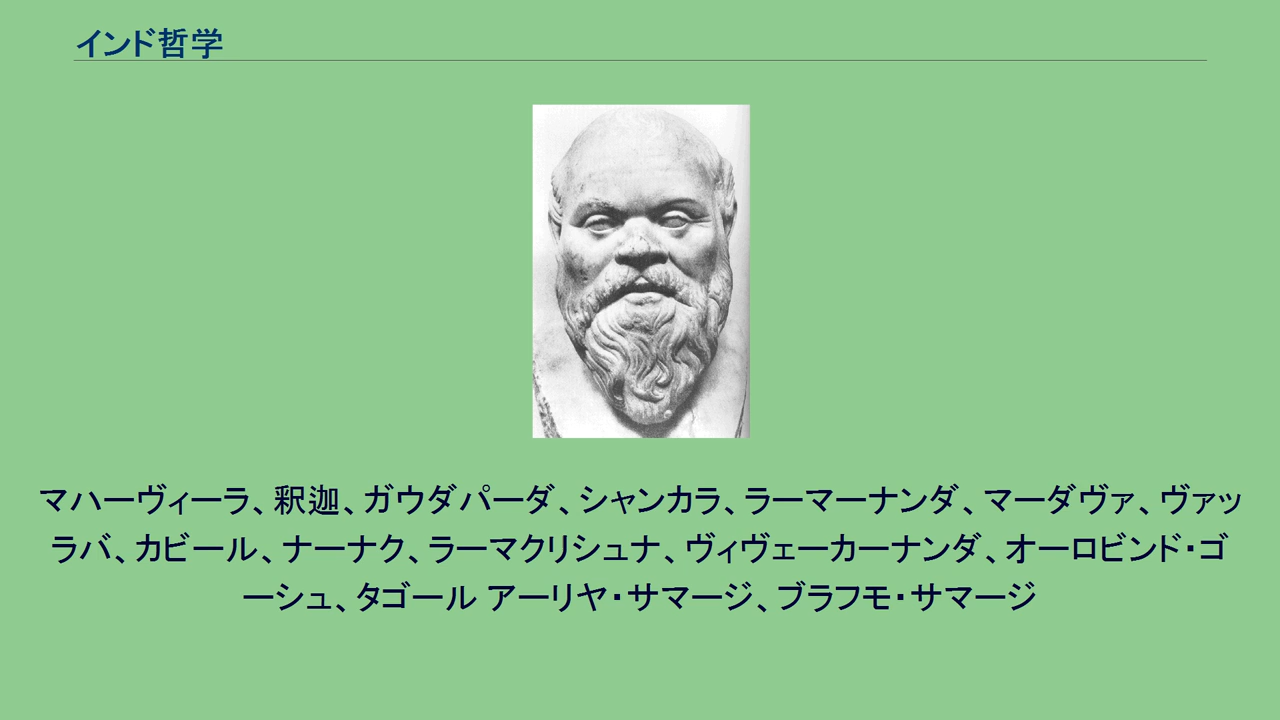 インド哲学
マハーヴィーラ、釈迦、ガウダパーダ、シャンカラ、ラーマーナンダ、マーダヴァ、ヴァッ
ラバ、カビール、ナーナク、ラーマクリシュナ、ヴィヴェーカーナンダ、オーロビンド・ゴ
ーシュ、タゴール アーリヤ・サマージ、ブラフモ・サマージ